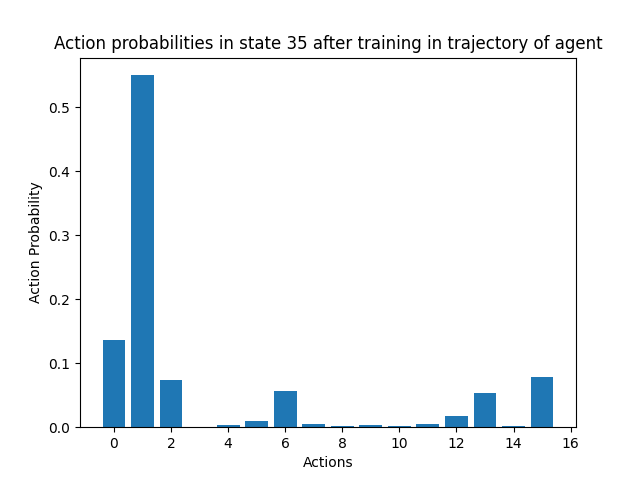 Action probabilities in state 35 after training in trajectory of agent
Action Probability
0.5
0.4
0.3
0.2
0.1
0.0
0 2 4 6 8 10 12 14 16
Actions